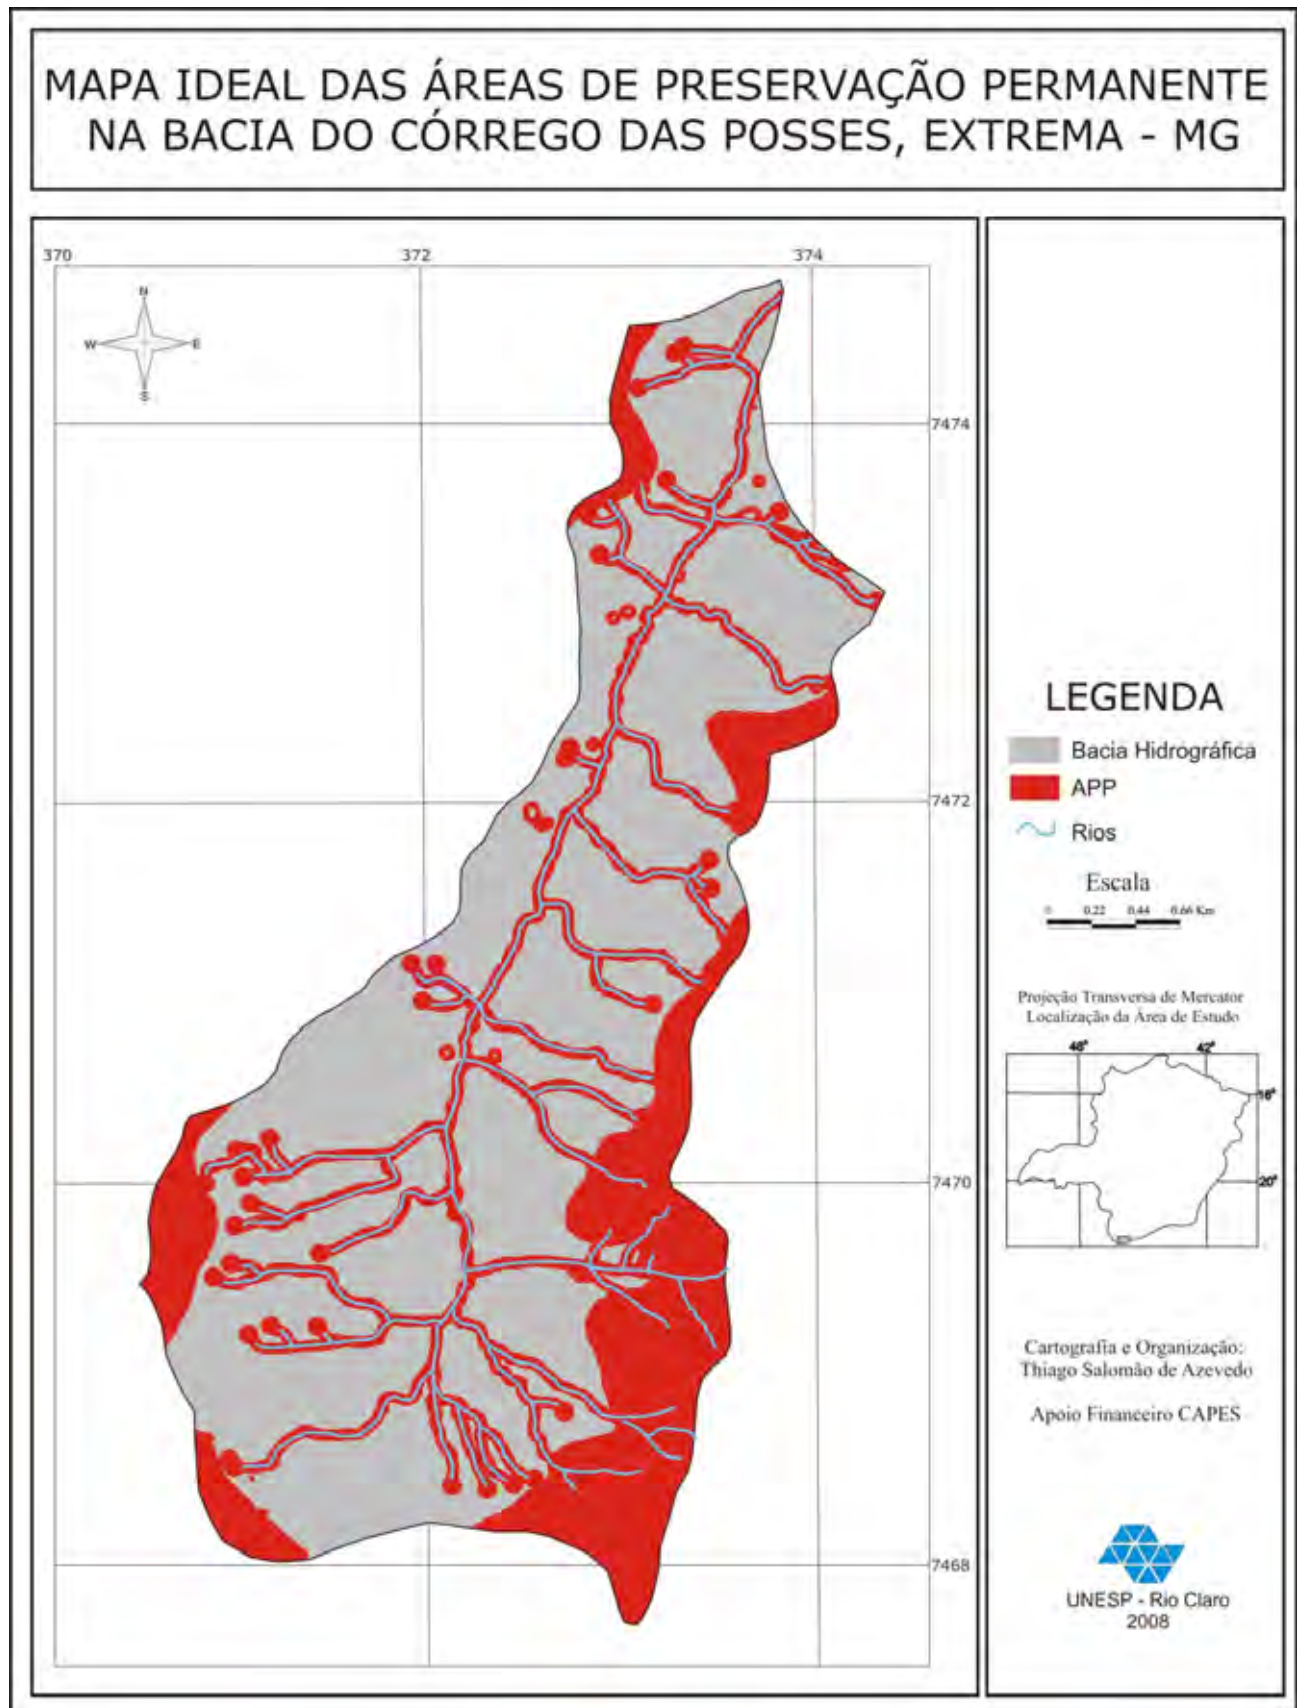 MAPA IDEAL DAS ÁREAS DE PRESERVAÇÃO PERMANENTE
NA BACIA DO CÓRREGO DAS POSSES, EXTREMA - MG
370
372
374
N
W
E
S
7474
7472
7470
7468
LEGENDA
Bacia Hidrográfica
APP
Rios
Escala
0 0.22 0.44 0.66 Km
Projeção Transversa de Mercator
Localização da Área de Estudo
48° 42°
16°
20°
Cartografia e Organização:
Thiago Salomão de Azevedo
Apoio Financeiro CAPES
UNESP - Rio Claro
2008